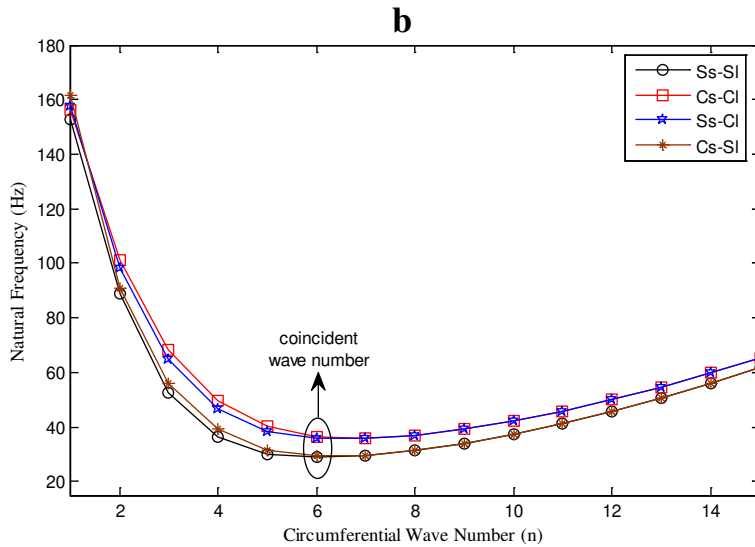 b
180
160
140
120
100
80
60
40
20
Natural Frequency (Hz)
Ss-Sl
Cs-Cl
Ss-Cl
Cs-Sl
coincident
wave number
2
4
6
8
10
12
14
Circumferential Wave Number (n)